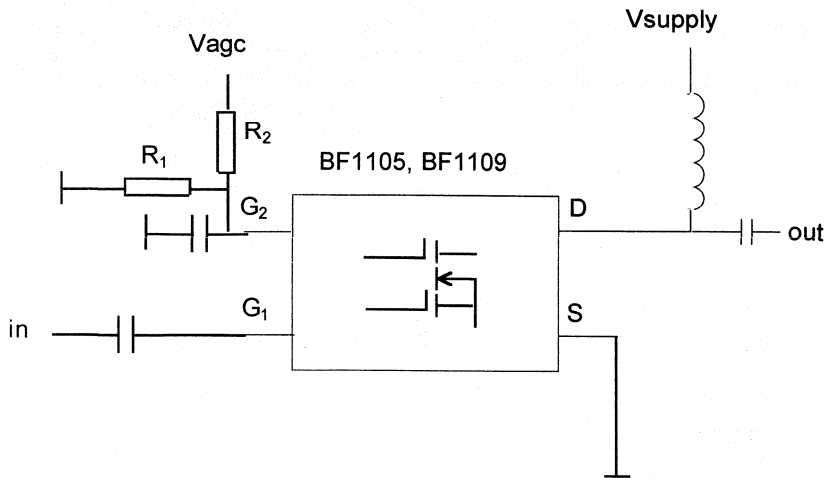 Vagc
Vsupply
R₂
R₁
BF1105, BF1109
G₂
D
out
G₁
S
in